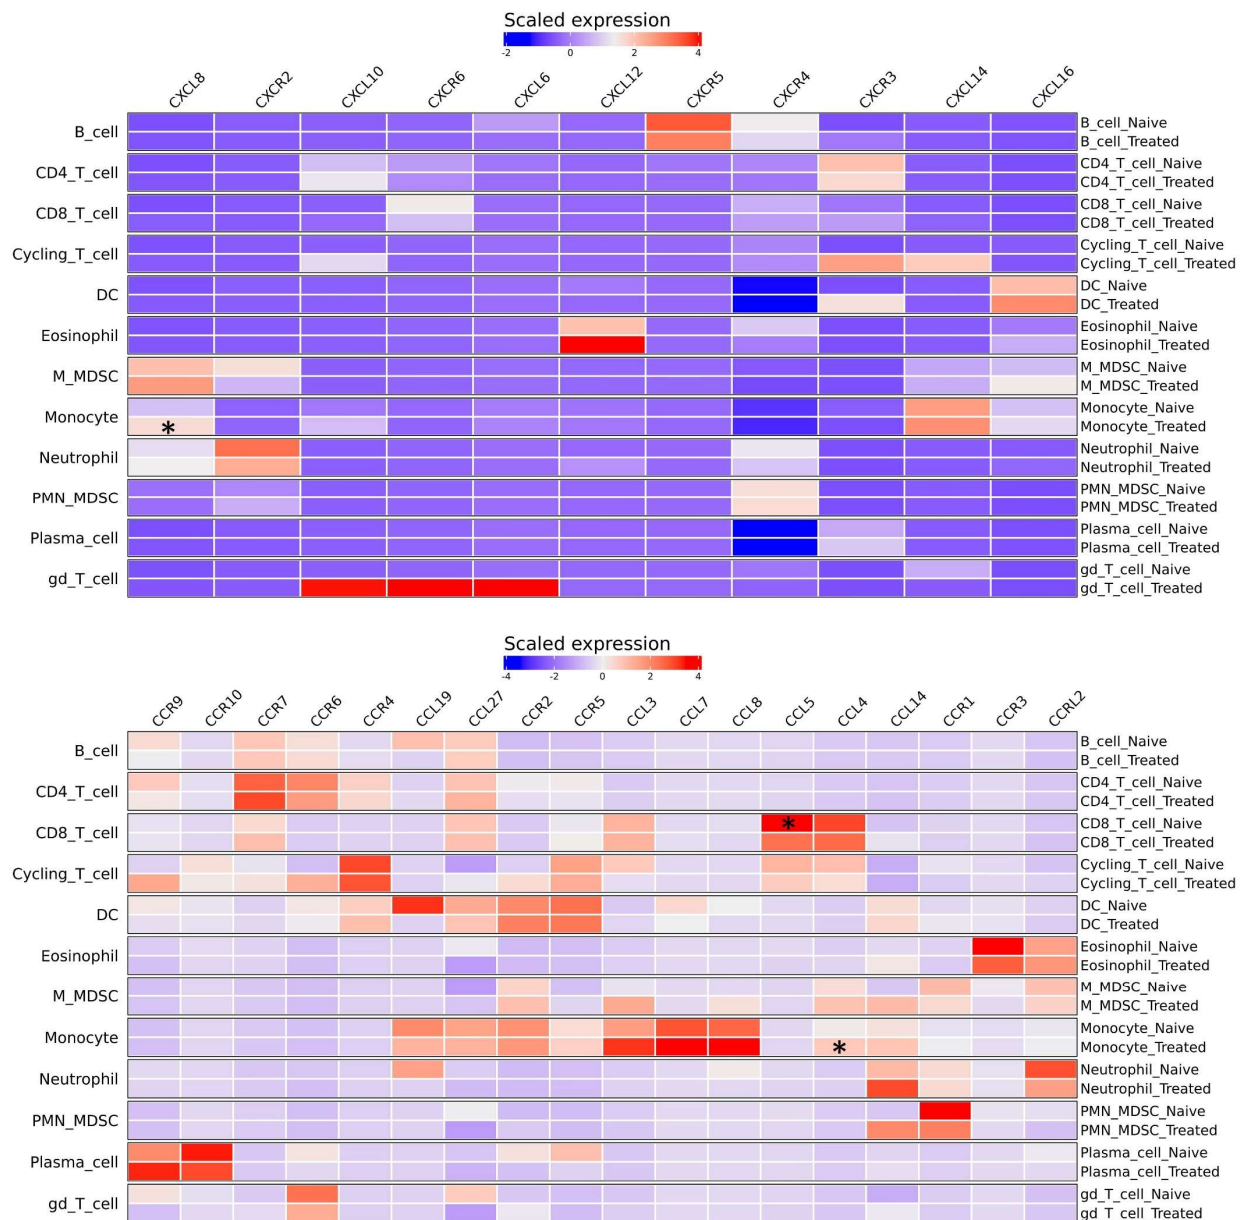 Scaled expression
-2 0 2 4
CXCL8 CXCR2 CXCL10 CXCR6 CXCL6 CXCL12 CXCR5 CXCR4 CXCR3 CXCL14 CXCL16
B_cell B_cell_Naive
B_cell_Treated
CD4_T_cell CD4_T_cell_Naive
CD4_T_cell_Treated
CD8_T_cell CD8_T_cell_Naive
CD8_T_cell_Treated
Cycling_T_cell Cycling_T_cell_Naive
Cycling_T_cell_Treated
DC DC_Naive
DC_Treated
Eosinophil Eosinophil_Naive
Eosinophil_Treated
M_MDSC M_MDSC_Naive
M_MDSC_Treated
Monocyte Monocyte_Naive
* Monocyte_Treated
Neutrophil Neutrophil_Naive
Neutrophil_Treated
PMN_MDSC PMN_MDSC_Naive
PMN_MDSC_Treated
Plasma_cell Plasma_cell_Naive
Plasma_cell_Treated
gd_T_cell gd_T_cell_Naive
gd_T_cell_Treated
Scaled expression
-4 -2 0 2 4
CCR9 CCR10 CCR7 CCR6 CCR4 CCL19 CCL27 CCR2 CCR5 CCL3 CCL7 CCL8 CCL5 CCL4 CCL14 CCR1 CCR3 CCRL2
B_cell B_cell_Naive
B_cell_Treated
CD4_T_cell CD4_T_cell_Naive
CD4_T_cell_Treated
CD8_T_cell * CD8_T_cell_Naive
CD8_T_cell_Treated
Cycling_T_cell Cycling_T_cell_Naive
Cycling_T_cell_Treated
DC DC_Naive
DC_Treated
Eosinophil Eosinophil_Naive
Eosinophil_Treated
M_MDSC M_MDSC_Naive
M_MDSC_Treated
Monocyte Monocyte_Naive
* Monocyte_Treated
Neutrophil Neutrophil_Naive
Neutrophil_Treated
PMN_MDSC PMN_MDSC_Naive
PMN_MDSC_Treated
Plasma_cell Plasma_cell_Naive
Plasma_cell_Treated
gd_T_cell gd_T_cell_Naive
gd_T_cell_Treated